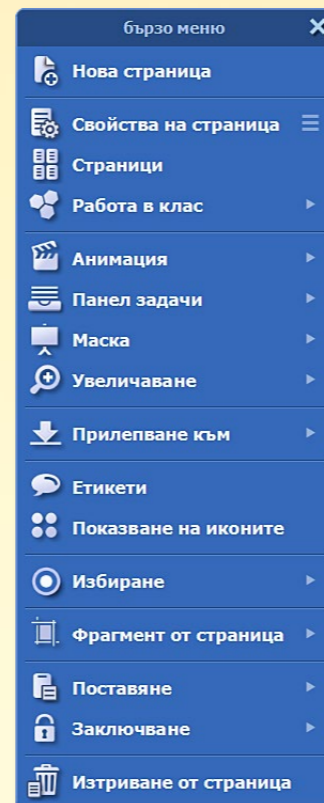 бързо меню
Нова страница
Свойства на страница
Страници
Работа в клас
Анимация
Панел задачи
Маска
Увеличаване
Прилепване към
Етикети
Показване на иконите
Избиране
Фрагмент от страница
Поставяне
Заключване
Изтриване от страница